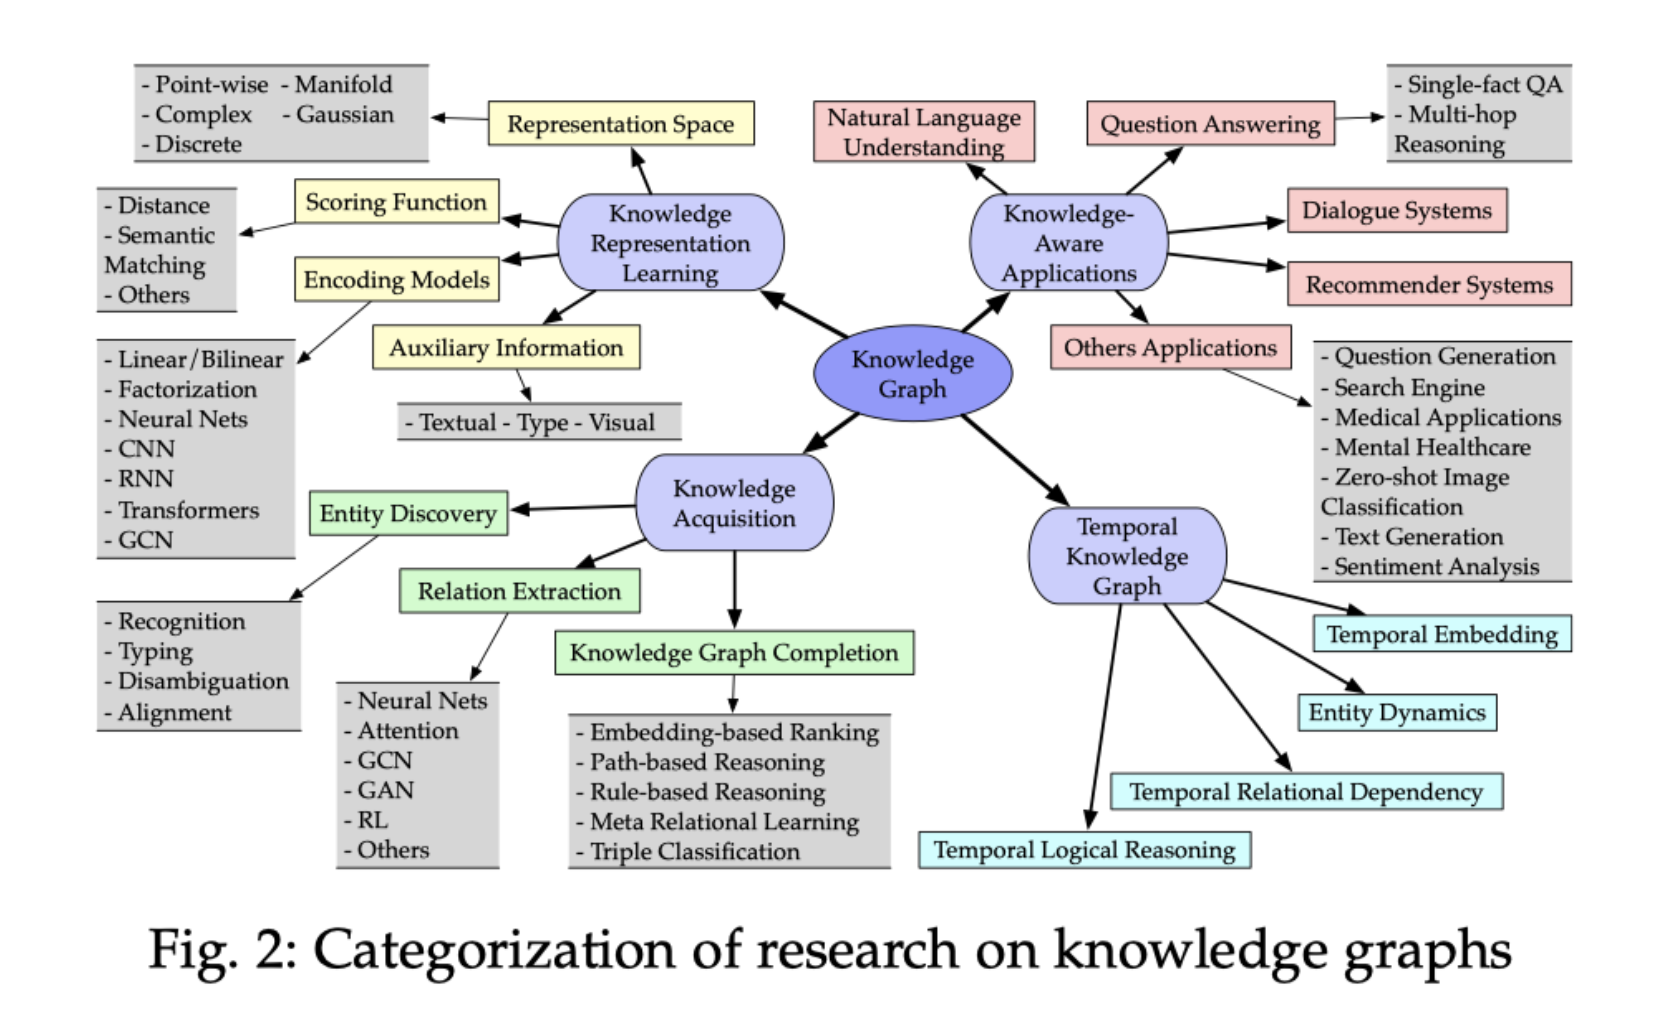 - Point-wise - Manifold
- Complex - Gaussian
- Discrete
Representation Space
Scoring Function
- Distance
- Semantic
Matching
- Others
Encoding Models
- Linear/Bilinear
- Factorization
- Neural Nets
- CNN
- RNN
- Transformers
- GCN
Auxiliary Information
- Textual - Type - Visual
Knowledge
Representation
Learning
Natural Language
Understanding
Question Answering
- Single-fact QA
- Multi-hop
Reasoning
Knowledge-
Aware
Applications
Dialogue Systems
Recommender Systems
Others Applications
- Question Generation
- Search Engine
- Medical Applications
- Mental Healthcare
- Zero-shot Image
Classification
- Text Generation
- Sentiment Analysis
Knowledge
Graph
Knowledge
Acquisition
Entity Discovery
- Recognition
- Typing
- Disambiguation
- Alignment
Relation Extraction
- Neural Nets
- Attention
- GCN
- GAN
- RL
- Others
Knowledge Graph Completion
- Embedding-based Ranking
- Path-based Reasoning
- Rule-based Reasoning
- Meta Relational Learning
- Triple Classification
Temporal
Knowledge
Graph
Temporal Embedding
Entity Dynamics
Temporal Relational Dependency
Temporal Logical Reasoning
Fig. 2: Categorization of research on knowledge graphs